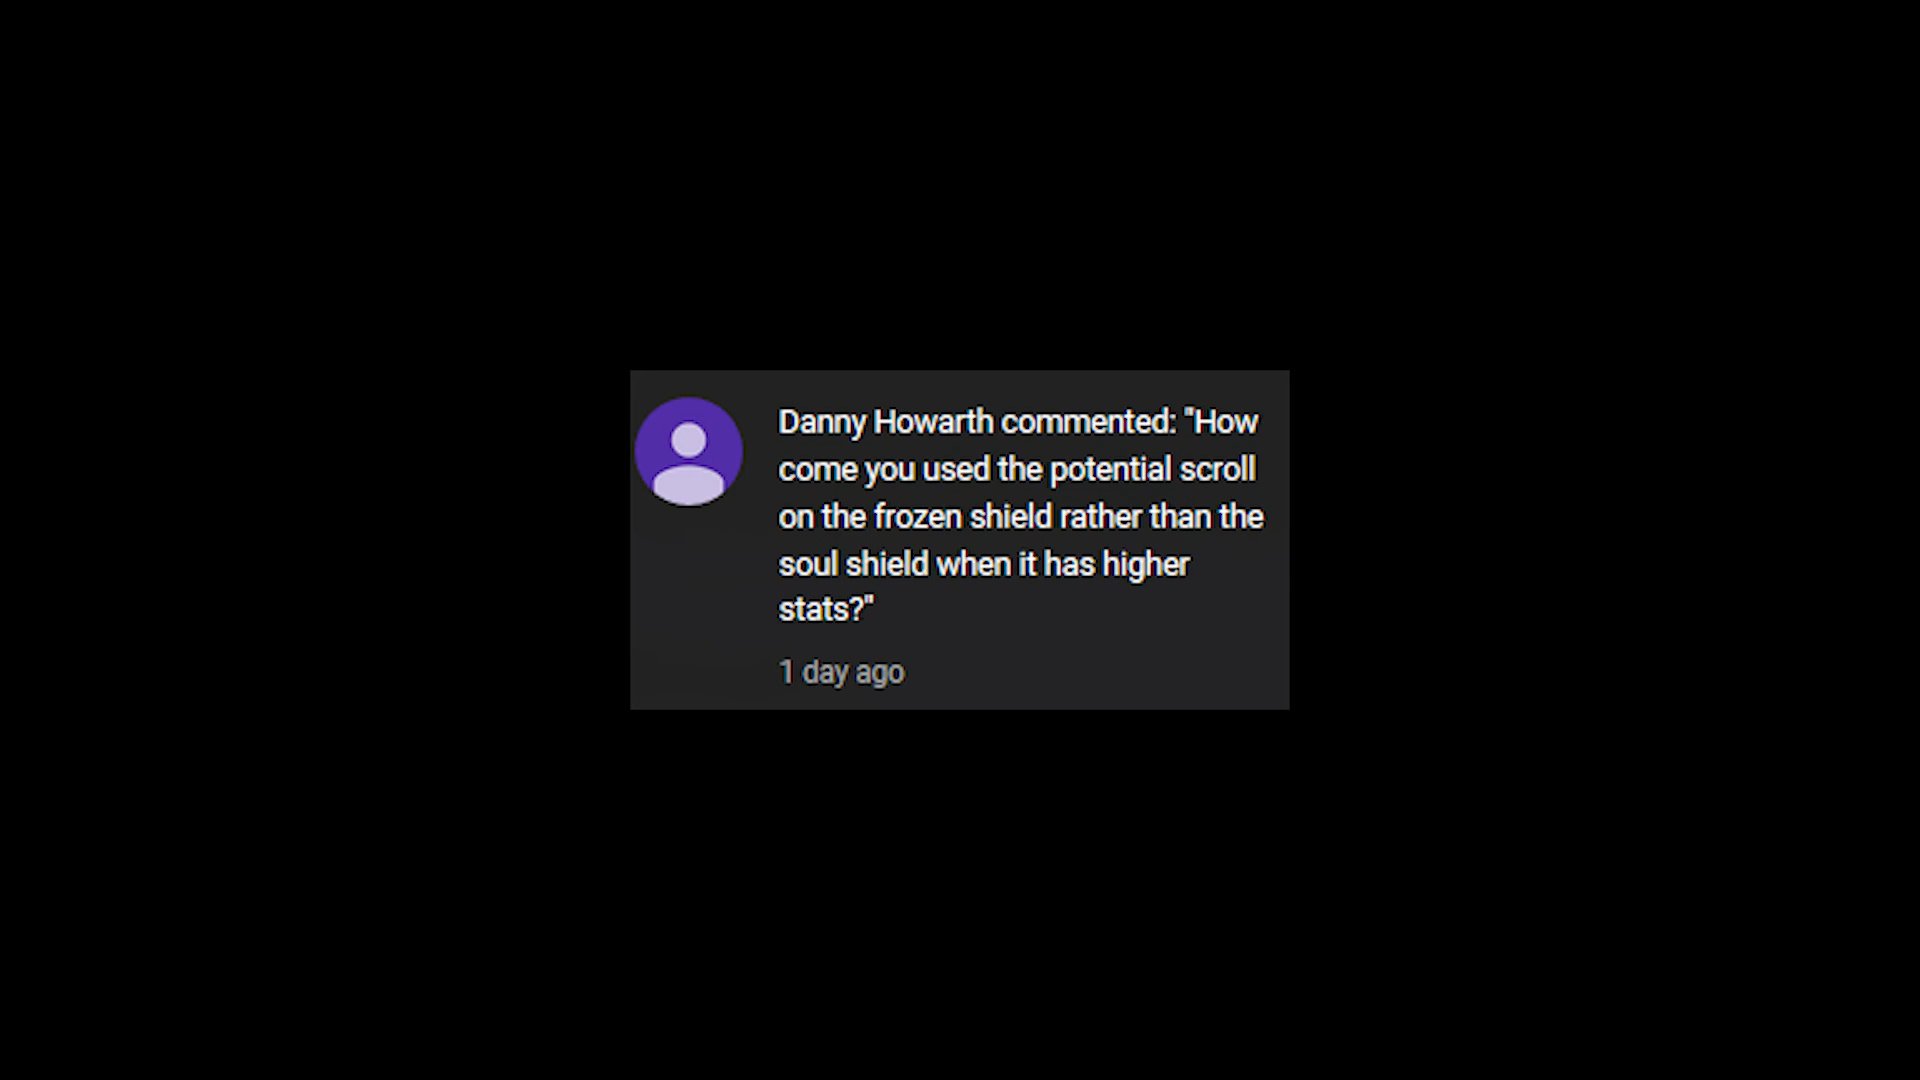 Danny Howarth commented: "How
come you used the potential scroll
on the frozen shield rather than the
soul shield when it has higher
stats?"
1 day ago